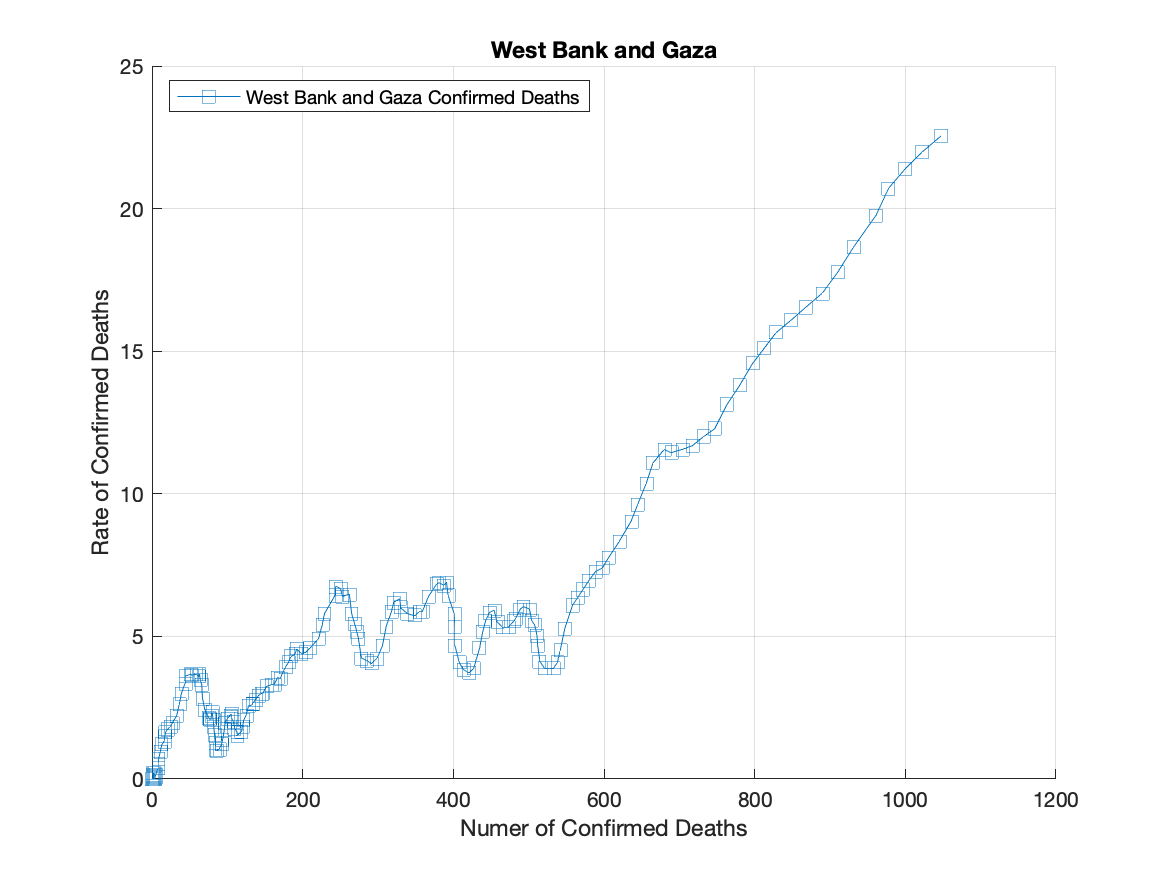 West Bank and Gaza
25
West Bank and Gaza Confirmed Deaths
20
15
10
5
0
Rate of Confirmed Deaths
0 200 400 600 800 1000 1200
Numer of Confirmed Deaths